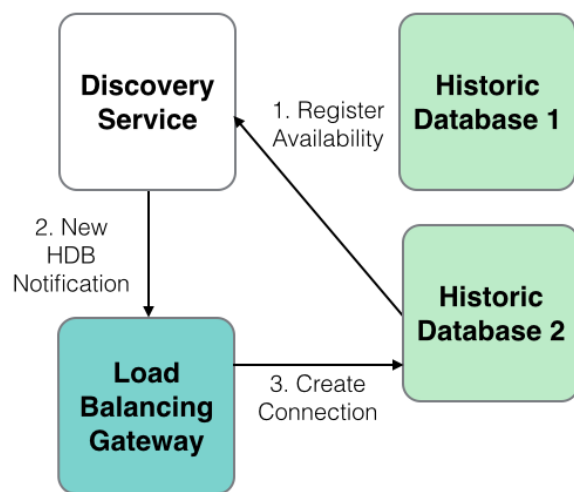 Discovery
Service
1. Register
Availability
Historic
Database 1
2. New
HDB
Notification
Historic
Database 2
Load
Balancing
Gateway
3. Create
Connection